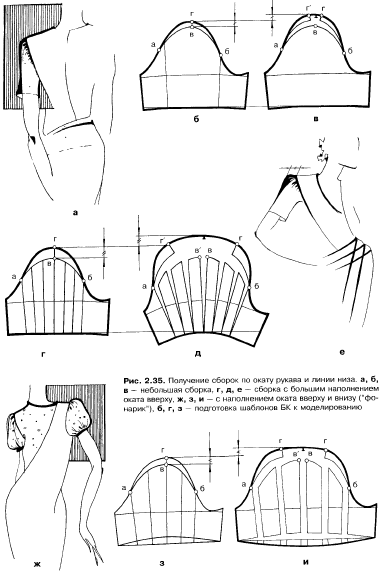 г
г' г
в
в
а
б
а
б
б
в
а
г
в
г'
г
в' в
а
б
а
б
г
д
е
Рис. 2.35. Получение сборок по окату рукава и линии низа. а, б,
в — небольшая сборка, г, д, е — сборка с большим наполнением
оката вверху, ж, з, и — с наполнением оката вверху и внизу ("фо-
нарик"), б, г, з — подготовка шаблонов БК к моделированию
г
в
а
б
г
г
в в
а
б
ж
з
и